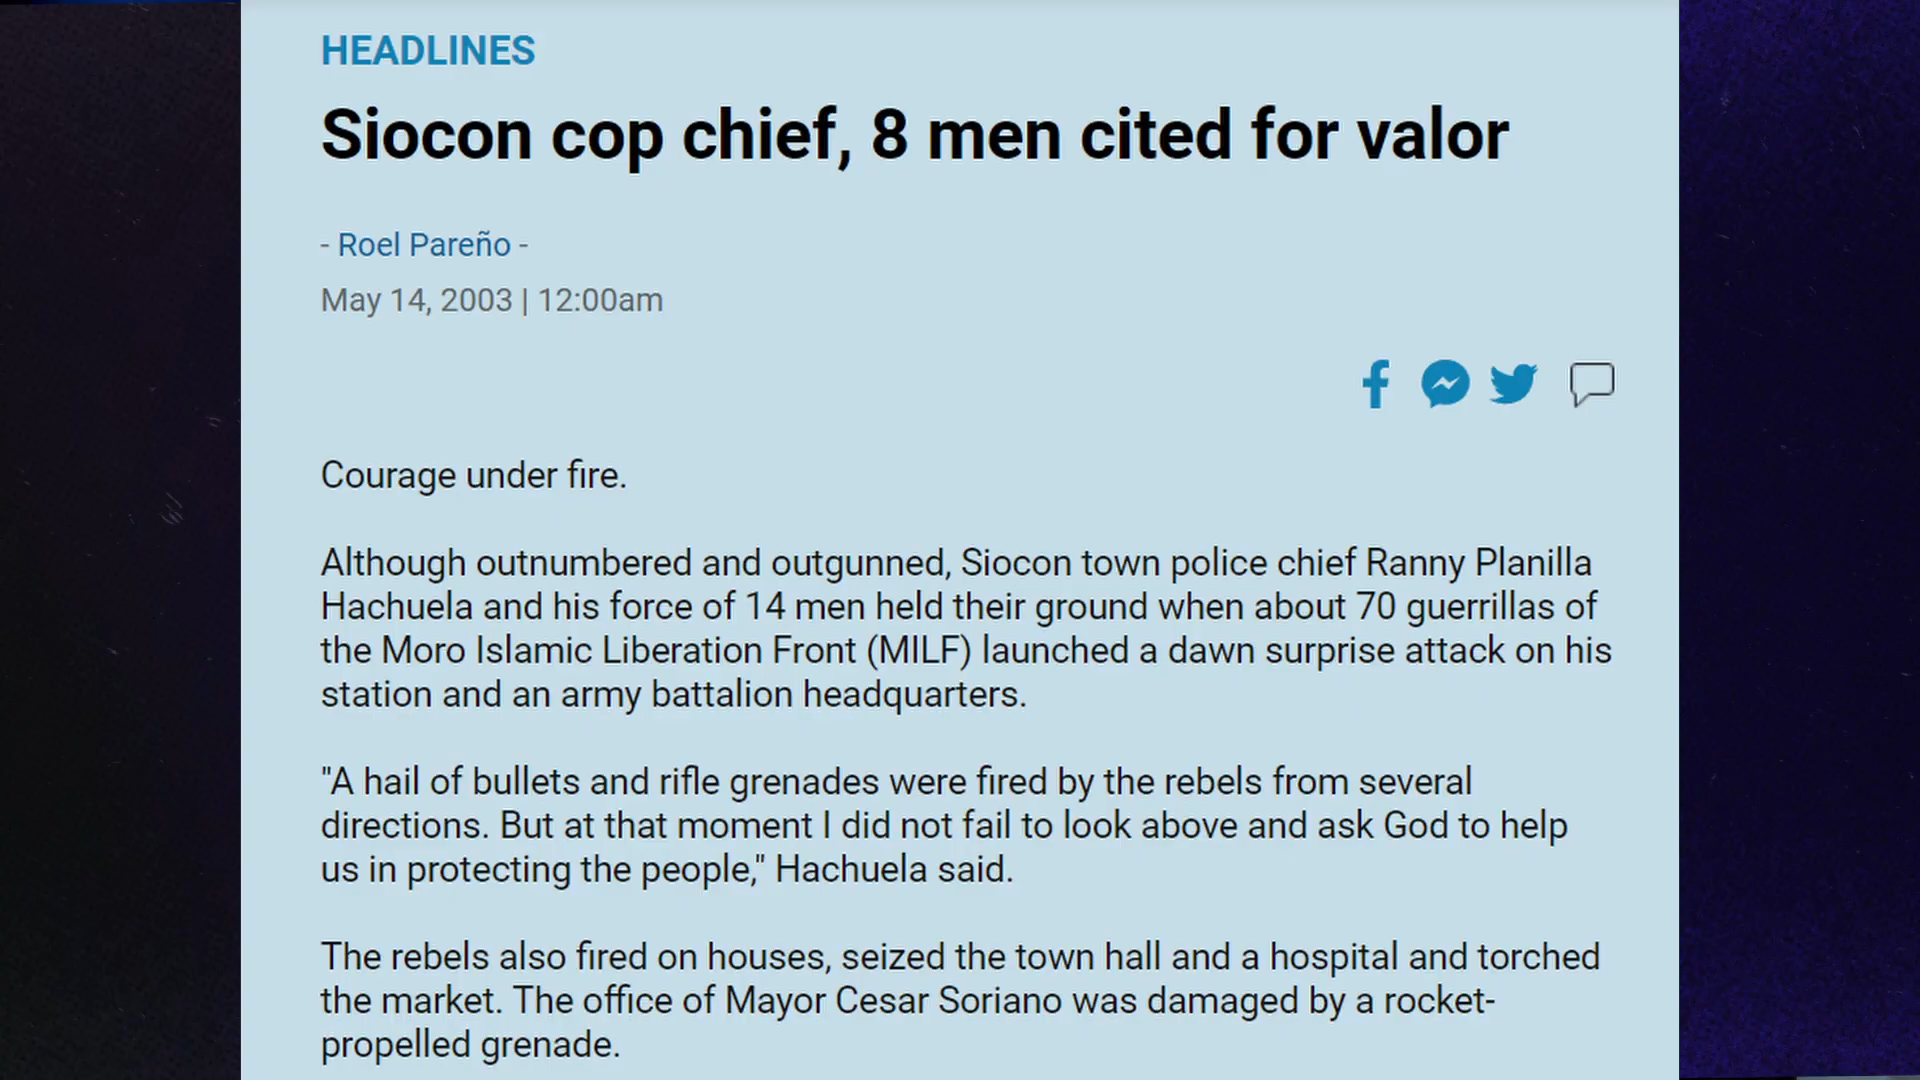 HEADLINES
Siocon cop chief, 8 men cited for valor
- Roel Pareño -
May 14, 2003 | 12:00am
Courage under fire.
Although outnumbered and outgunned, Siocon town police chief Ranny Planilla
Hachuela and his force of 14 men held their ground when about 70 guerrillas of
the Moro Islamic Liberation Front (MILF) launched a dawn surprise attack on his
station and an army battalion headquarters.
"A hail of bullets and rifle grenades were fired by the rebels from several
directions. But at that moment I did not fail to look above and ask God to help
us in protecting the people," Hachuela said.
The rebels also fired on houses, seized the town hall and a hospital and torched
the market. The office of Mayor Cesar Soriano was damaged by a rocket-
propelled grenade.